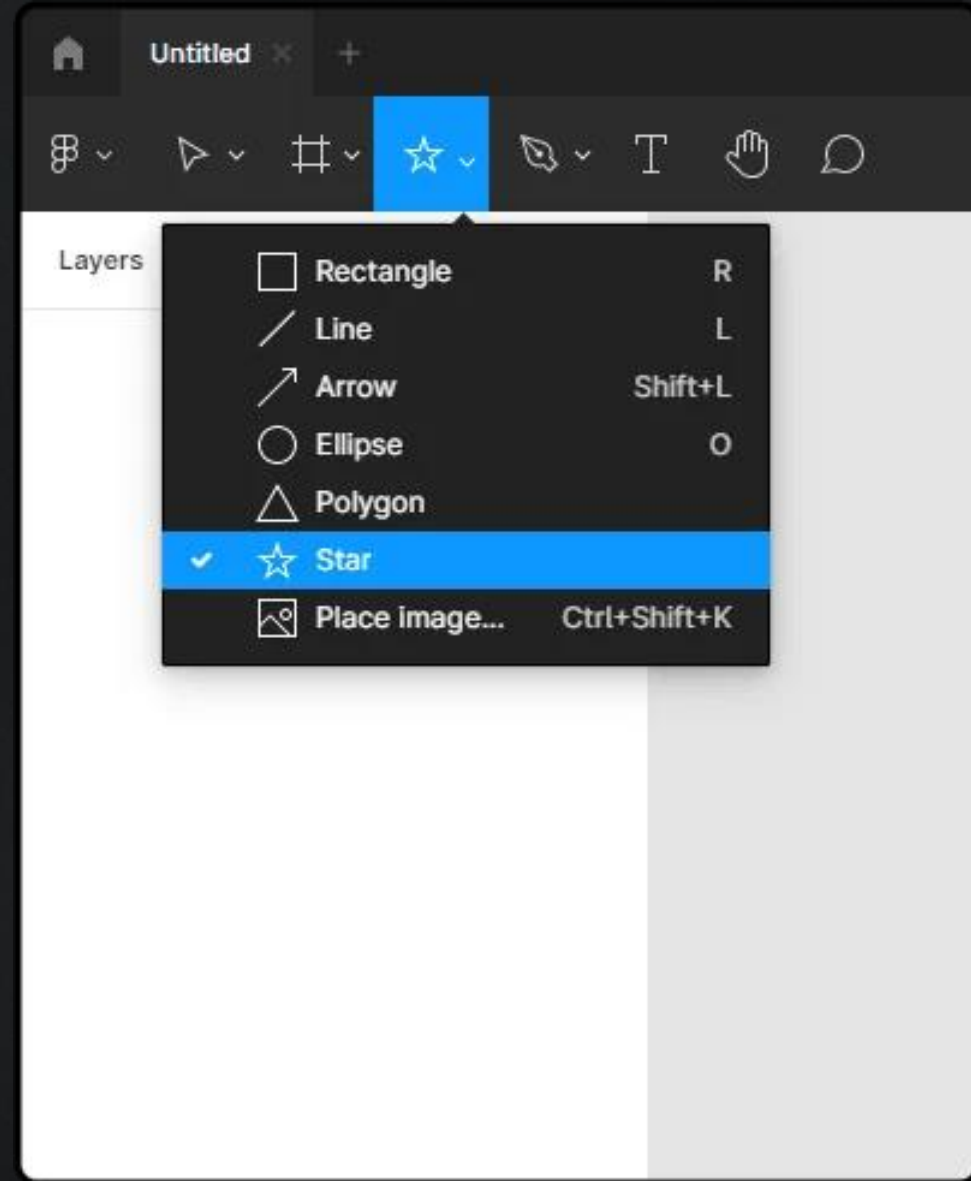 Untitled
Layers
Rectangle R
Line L
Arrow Shift+L
Ellipse O
Polygon
Star
Place image... Ctrl+Shift+K